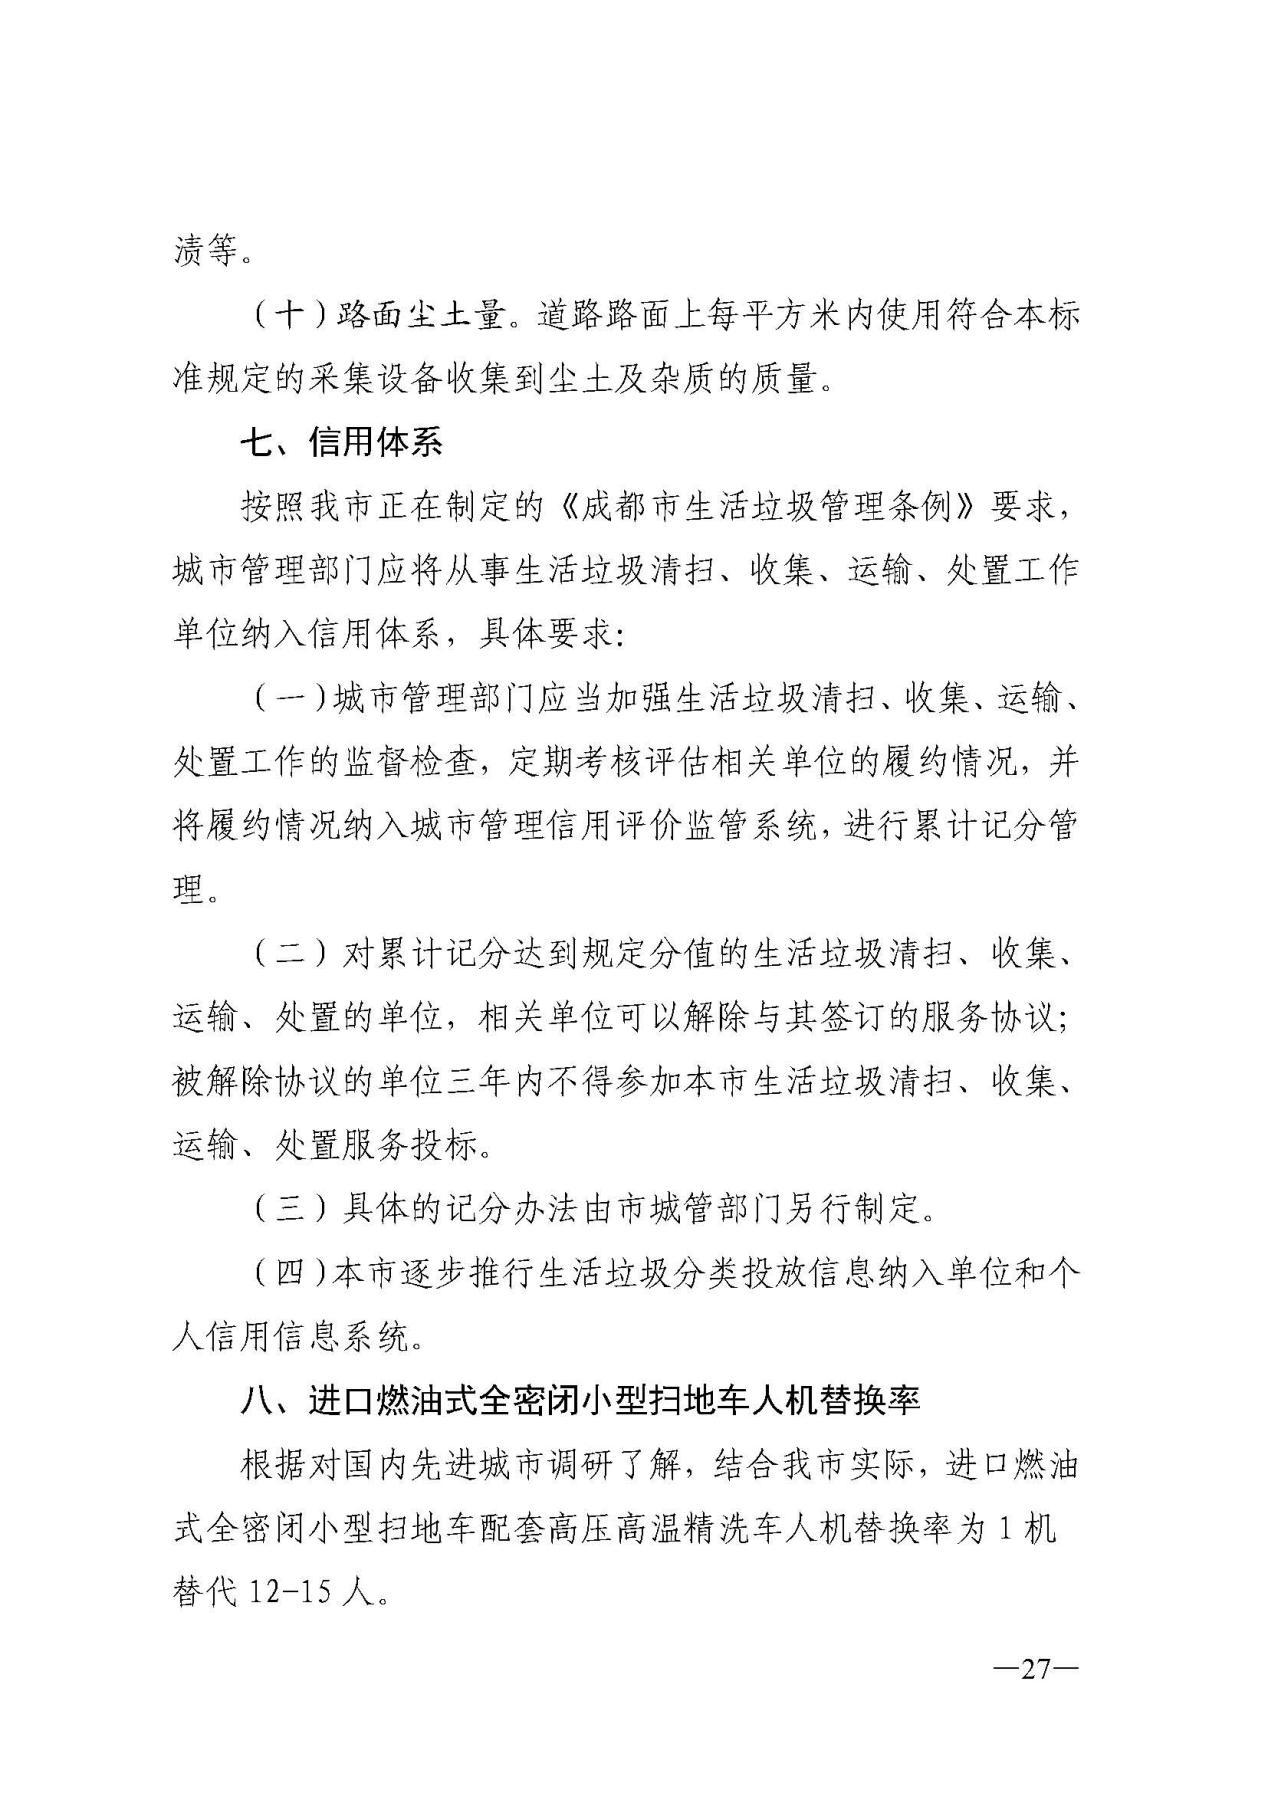 渍等。
（十）路面尘土量。道路路面上每平方米内使用符合本标
准规定的采集设备收集到尘土及杂质的质量。
七、信用体系
按照我市正在制定的《成都市生活垃圾管理条例》要求，
城市管理部门应将从事生活垃圾清扫、收集、运输、处置工作
单位纳入信用体系，具体要求：
（一）城市管理部门应当加强生活垃圾清扫、收集、运输、
处置工作的监督检查，定期考核评估相关单位的履约情况，并
将履约情况纳入城市管理信用评价监管系统，进行累计记分管
理。
（二）对累计记分达到规定分值的生活垃圾清扫、收集、
运输、处置的单位，相关单位可以解除与其签订的服务协议；
被解除协议的单位三年内不得参加本市生活垃圾清扫、收集、
运输、处置服务投标。
（三）具体的记分办法由市城管部门另行制定。
（四）本市逐步推行生活垃圾分类投放信息纳入单位和个
人信用信息系统。
八、进口燃油式全密闭小型扫地车人机替换率
根据对国内先进城市调研了解，结合我市实际，进口燃油
式全密闭小型扫地车配套高压高温精洗车人机替换率为 1 机
替代 12-15 人。
—27—